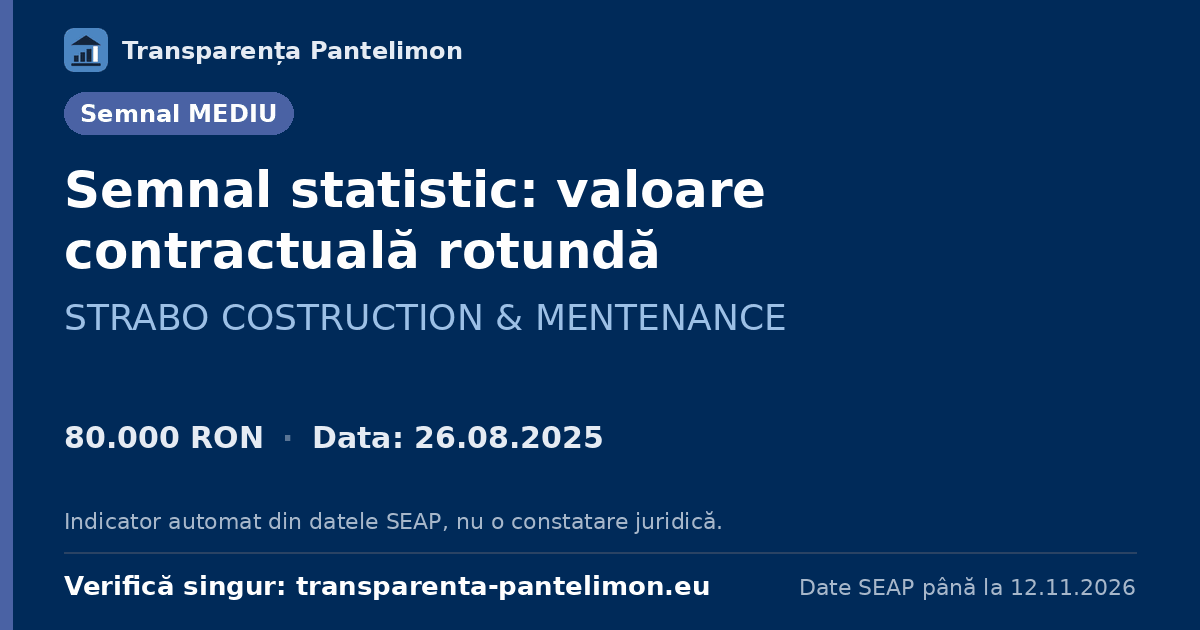 Transparența Pantelimon
Semnal MEDIU
Semnal statistic: valoare
contractuală rotundă
STRABO COSTRUCTION & MENTENANCE
80.000 RON · Data: 26.08.2025
Indicator automat din datele SEAP, nu o constatare juridică.
Verifică singur: transparenta-pantelimon.eu
Date SEAP până la 12.11.2026